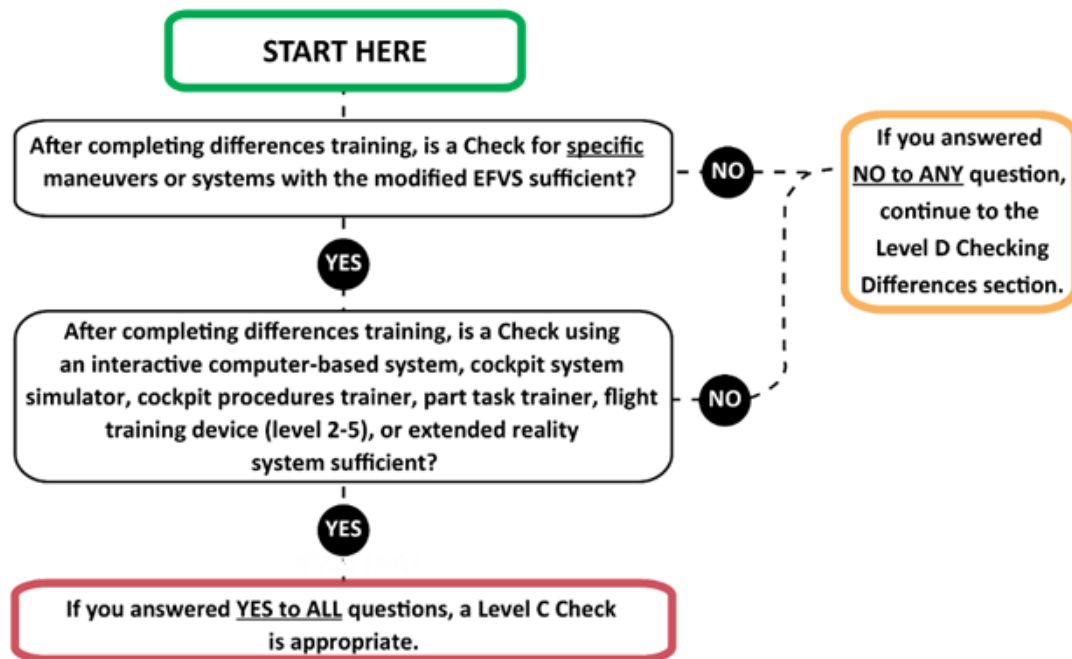 START HERE
After completing differences training, is a Check for specific
maneuvers or systems with the modified EFVS sufficient?
NO
If you answered
NO to ANY question,
continue to the
Level D Checking
Differences section.
YES
After completing differences training, is a Check using
an interactive computer-based system, cockpit system
simulator, cockpit procedures trainer, part task trainer, flight
training device (level 2-5), or extended reality
system sufficient?
NO
YES
If you answered YES to ALL questions, a Level C Check
is appropriate.